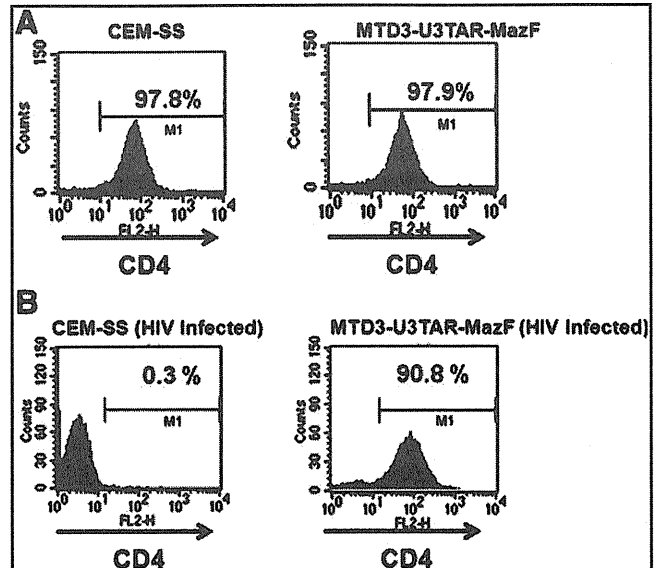 A
CEM-SS
MTD3-U3TAR-MazF
150
Counts
0
97.8%
M1
10^0 10^1 10^2 10^3 10^4
FL2-H
CD4
150
Counts
0
97.9%
M1
10^0 10^1 10^2 10^3 10^4
FL2-H
CD4
B
CEM-SS (HIV Infected)
MTD3-U3TAR-MazF (HIV Infected)
0 30 60 90 120 150
Counts
0.3 %
M1
10^0 10^1 10^2 10^3 10^4
FL2-H
CD4
0 30 60 90 120 150
Counts
90.8 %
M1
10^0 10^1 10^2 10^3 10^4
FL2-H
CD4